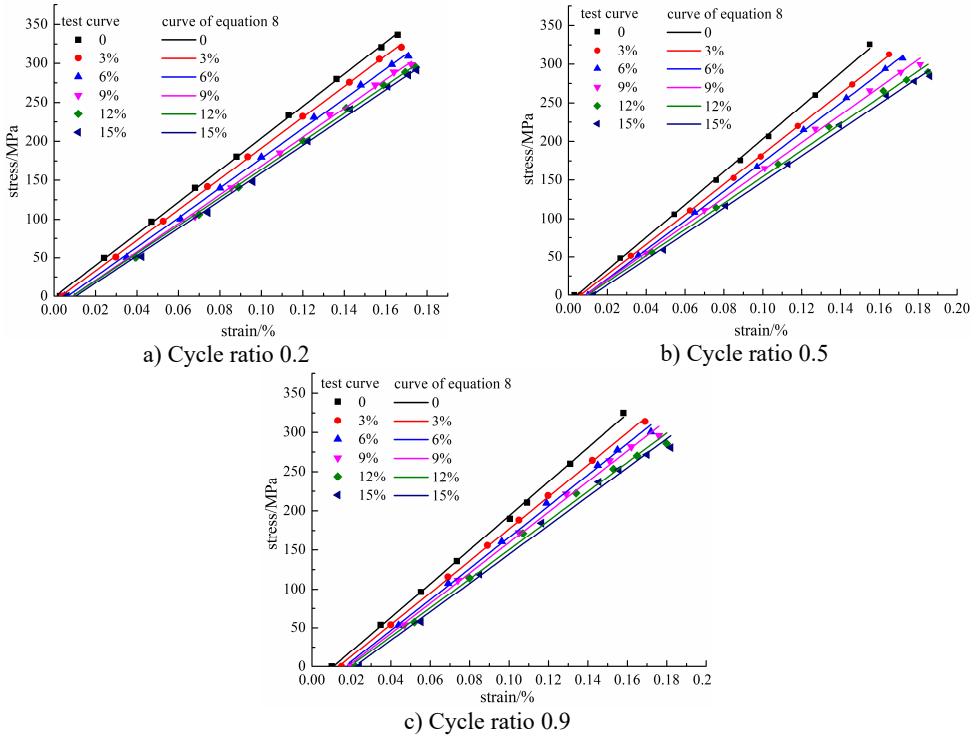 350
300
250
200
150
100
50
0
stress/MPa
test curve curve of equation 8
0 0
3% 3%
6% 6%
9% 9%
12% 12%
15% 15%
0.00 0.02 0.04 0.06 0.08 0.10 0.12 0.14 0.16 0.18
strain/%
a) Cycle ratio 0.2
350
300
250
200
150
100
50
0
stress/MPa
test curve curve of equation 8
0 0
3% 3%
6% 6%
9% 9%
12% 12%
15% 15%
0.00 0.02 0.04 0.06 0.08 0.10 0.12 0.14 0.16 0.18 0.20
strain/%
b) Cycle ratio 0.5
350
300
250
200
150
100
50
0
stress/MPa
test curve curve of equation 8
0 0
3% 3%
6% 6%
9% 9%
12% 12%
15% 15%
0.00 0.02 0.04 0.06 0.08 0.10 0.12 0.14 0.16 0.18 0.2
strain/%
c) Cycle ratio 0.9